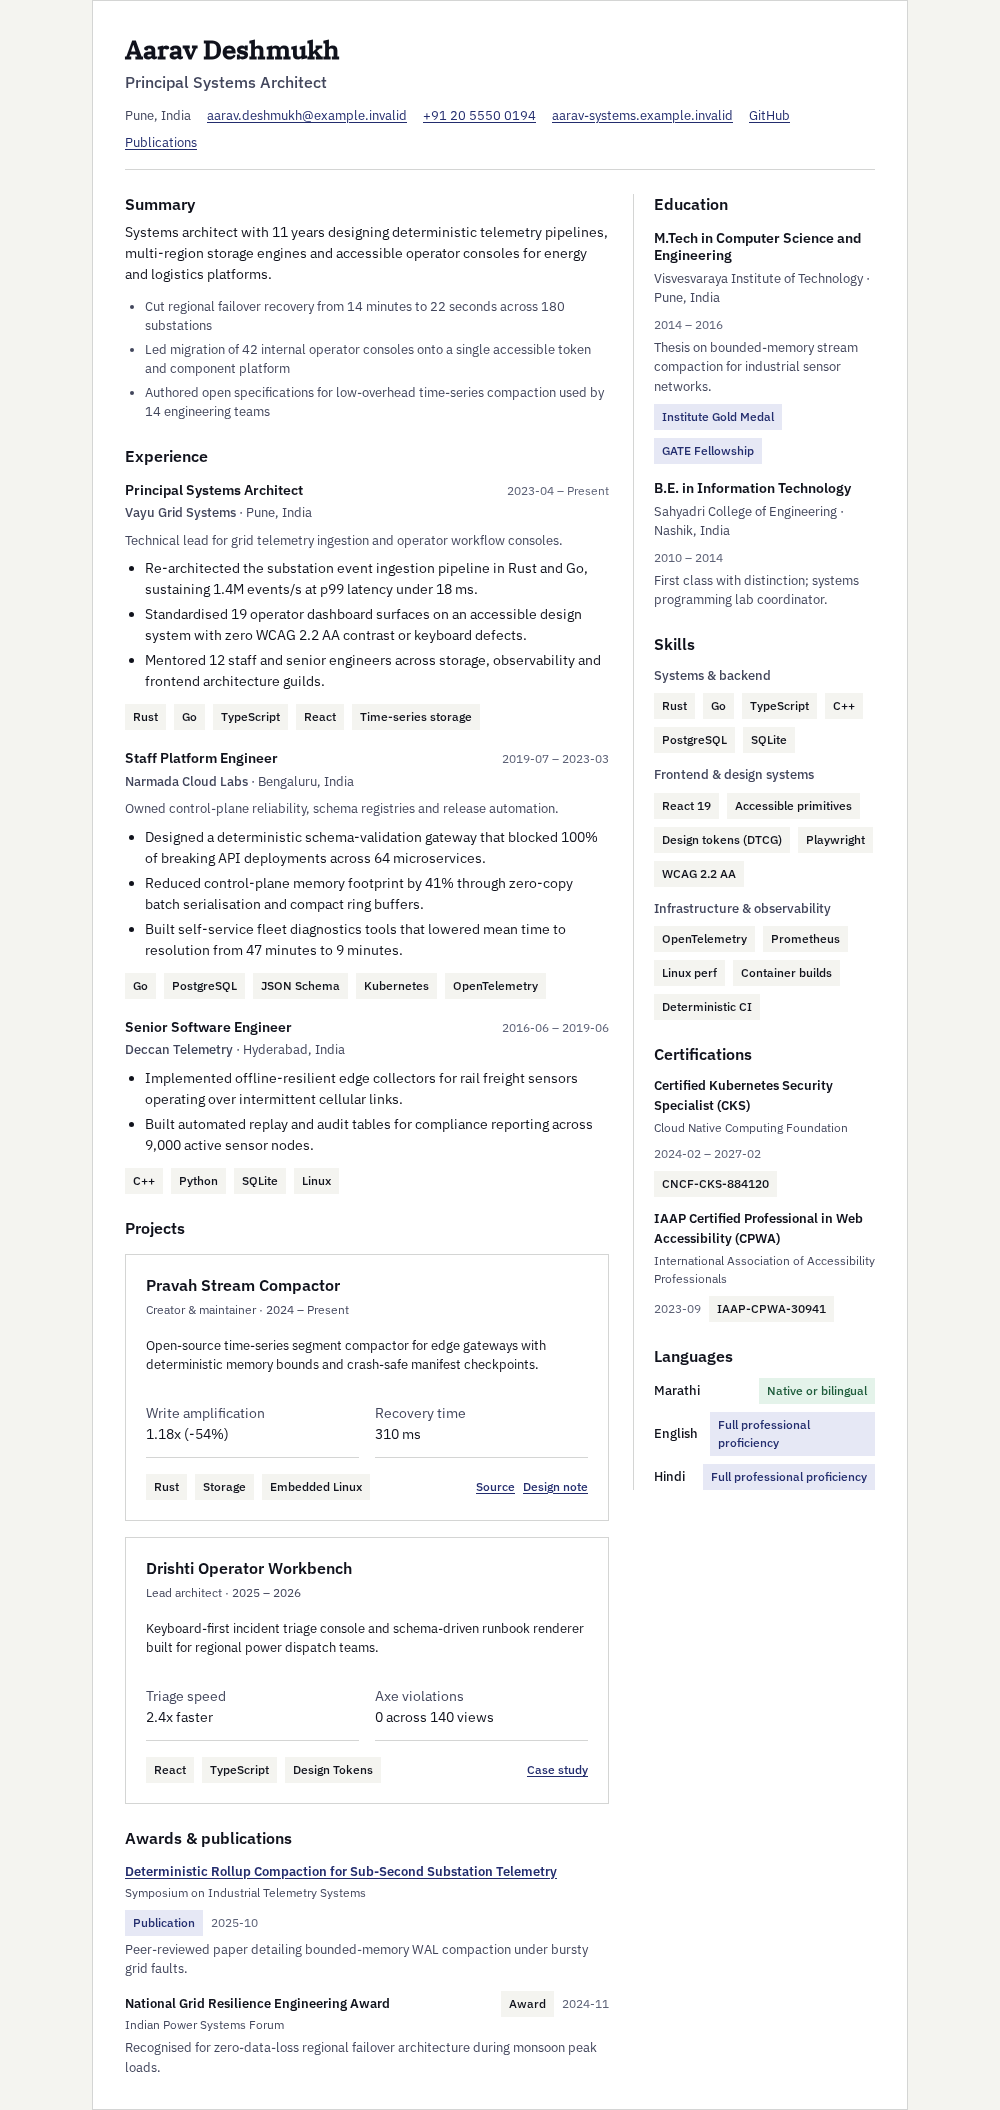 Aarav Deshmukh
Principal Systems Architect
Pune, India aarav.deshmukh@example.invalid +91 20 5550 0194 aarav-systems.example.invalid GitHub
Publications
Summary
Systems architect with 11 years designing deterministic telemetry pipelines,
multi-region storage engines and accessible operator consoles for energy
and logistics platforms.
• Cut regional failover recovery from 14 minutes to 22 seconds across 180
substations
• Led migration of 42 internal operator consoles onto a single accessible token
and component platform
• Authored open specifications for low-overhead time-series compaction used by
14 engineering teams
Experience
Principal Systems Architect 2023-04 – Present
Vayu Grid Systems · Pune, India
Technical lead for grid telemetry ingestion and operator workflow consoles.
• Re-architected the substation event ingestion pipeline in Rust and Go,
sustaining 1.4M events/s at p99 latency under 18 ms.
• Standardised 19 operator dashboard surfaces on an accessible design
system with zero WCAG 2.2 AA contrast or keyboard defects.
• Mentored 12 staff and senior engineers across storage, observability and
frontend architecture guilds.
Rust Go TypeScript React Time-series storage
Staff Platform Engineer 2019-07 – 2023-03
Narmada Cloud Labs · Bengaluru, India
Owned control-plane reliability, schema registries and release automation.
• Designed a deterministic schema-validation gateway that blocked 100%
of breaking API deployments across 64 microservices.
• Reduced control-plane memory footprint by 41% through zero-copy
batch serialisation and compact ring buffers.
• Built self-service fleet diagnostics tools that lowered mean time to
resolution from 47 minutes to 9 minutes.
Go PostgreSQL JSON Schema Kubernetes OpenTelemetry
Senior Software Engineer 2016-06 – 2019-06
Deccan Telemetry · Hyderabad, India
• Implemented offline-resilient edge collectors for rail freight sensors
operating over intermittent cellular links.
• Built automated replay and audit tables for compliance reporting across
9,000 active sensor nodes.
C++ Python SQLite Linux
Projects
Pravah Stream Compactor
Creator & maintainer · 2024 – Present
Open-source time-series segment compactor for edge gateways with
deterministic memory bounds and crash-safe manifest checkpoints.
Write amplification Recovery time
1.18x (-54%) 310 ms
Rust Storage Embedded Linux Source Design note
Drishti Operator Workbench
Lead architect · 2025 – 2026
Keyboard-first incident triage console and schema-driven runbook renderer
built for regional power dispatch teams.
Triage speed Axe violations
2.4x faster 0 across 140 views
React TypeScript Design Tokens Case study
Awards & publications
Deterministic Rollup Compaction for Sub-Second Substation Telemetry
Symposium on Industrial Telemetry Systems
Publication 2025-10
Peer-reviewed paper detailing bounded-memory WAL compaction under bursty
grid faults.
National Grid Resilience Engineering Award Award 2024-11
Indian Power Systems Forum
Recognised for zero-data-loss regional failover architecture during monsoon peak
loads.
Education
M.Tech in Computer Science and
Engineering
Visvesvaraya Institute of Technology ·
Pune, India
2014 – 2016
Thesis on bounded-memory stream
compaction for industrial sensor
networks.
Institute Gold Medal
GATE Fellowship
B.E. in Information Technology
Sahyadri College of Engineering ·
Nashik, India
2010 – 2014
First class with distinction; systems
programming lab coordinator.
Skills
Systems & backend
Rust Go TypeScript C++
PostgreSQL SQLite
Frontend & design systems
React 19 Accessible primitives
Design tokens (DTCG) Playwright
WCAG 2.2 AA
Infrastructure & observability
OpenTelemetry Prometheus
Linux perf Container builds
Deterministic CI
Certifications
Certified Kubernetes Security
Specialist (CKS)
Cloud Native Computing Foundation
2024-02 – 2027-02
CNCF-CKS-884120
IAAP Certified Professional in Web
Accessibility (CPWA)
International Association of Accessibility
Professionals
2023-09 IAAP-CPWA-30941
Languages
Marathi Native or bilingual
English Full professional
proficiency
Hindi Full professional proficiency